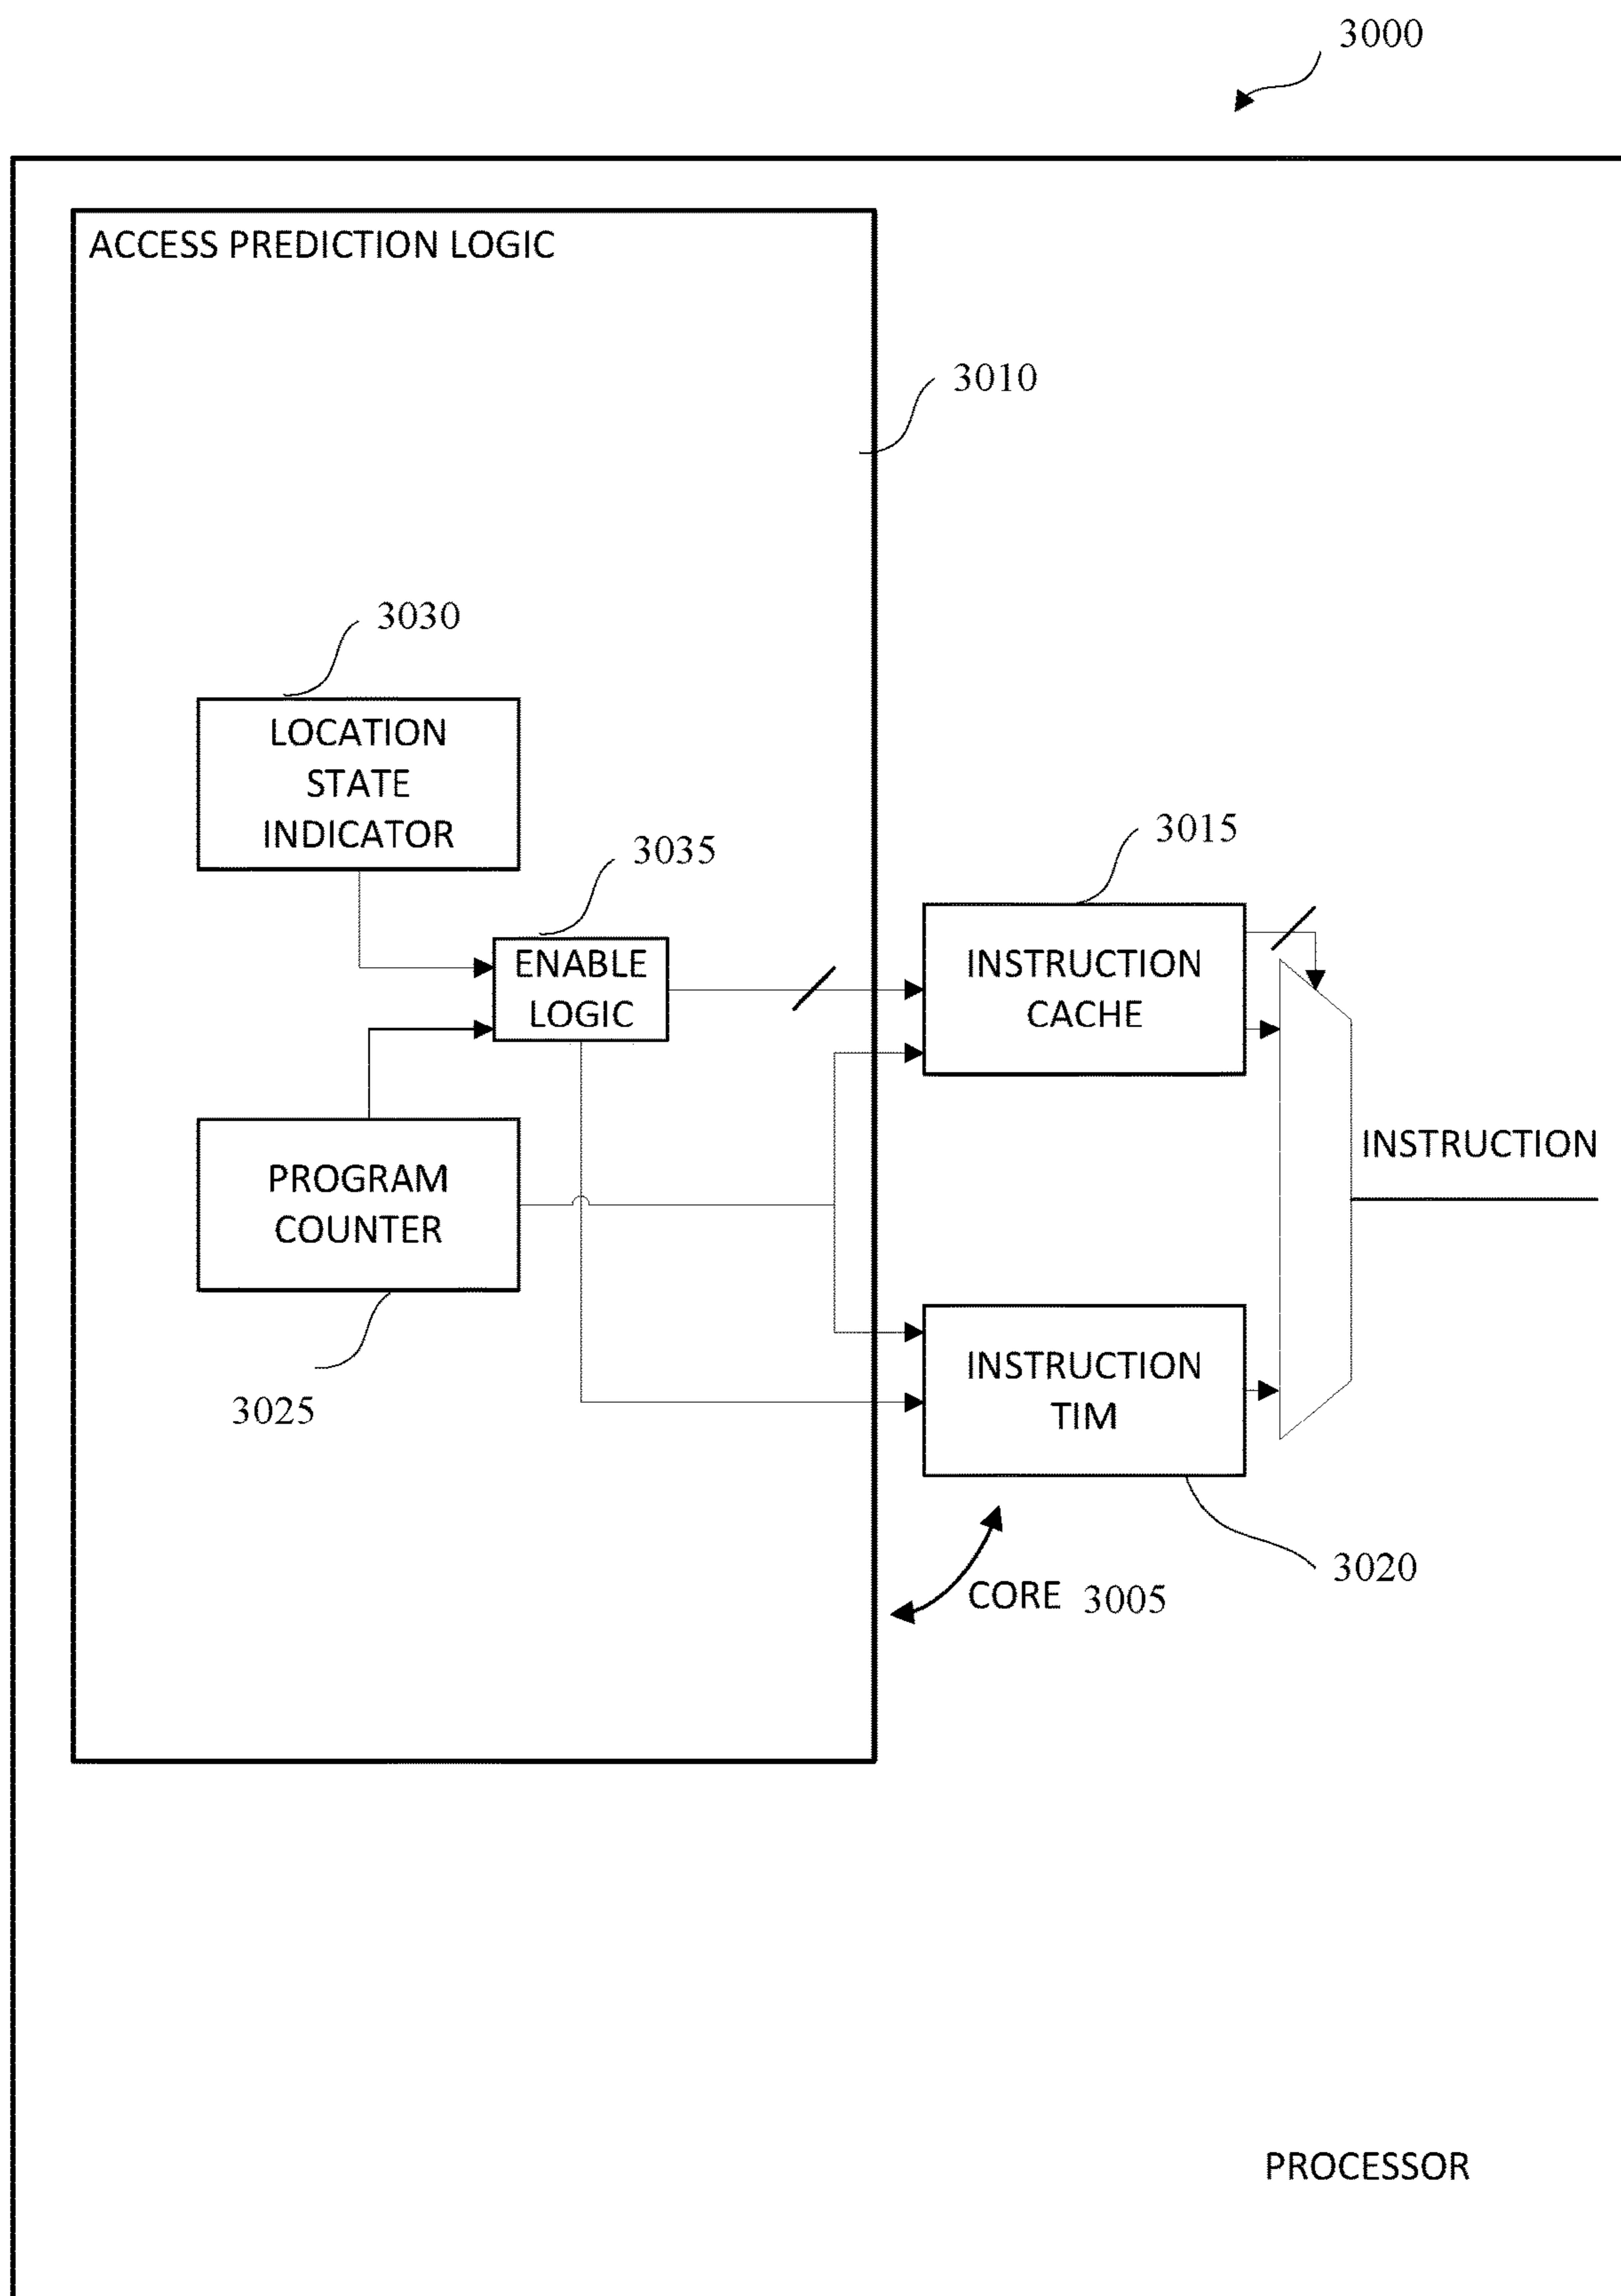 3000
ACCESS PREDICTION LOGIC
3010
3030
LOCATION
STATE
INDICATOR
3035
ENABLE
LOGIC
3015
INSTRUCTION
CACHE
PROGRAM
COUNTER
3025
INSTRUCTION
INSTRUCTION
TIM
3020
CORE 3005
PROCESSOR